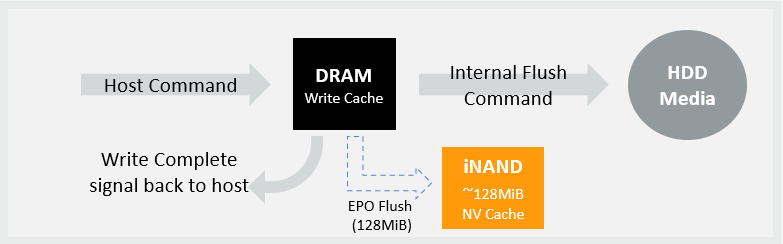 Host Command
DRAM
Write Cache
Internal Flush
Command
HDD
Media
Write Complete
signal back to host
EPO Flush
(128MiB)
iNAND
~128MiB
NV Cache